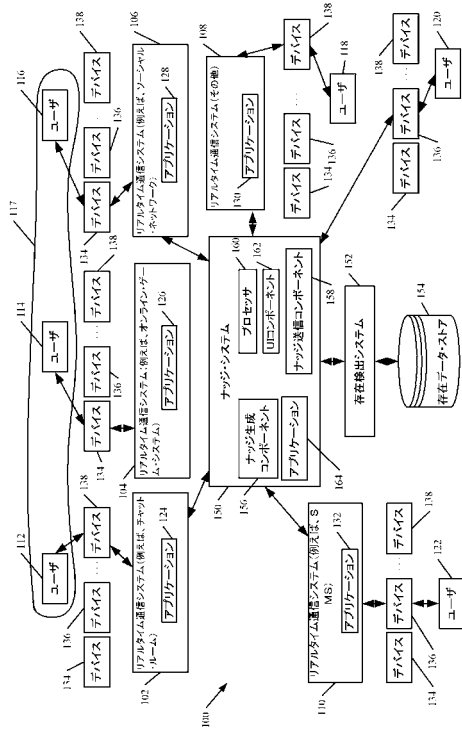 117
112
114
116
ユーザ
ユーザ
ユーザ
134
136
138
134
136
138
134
136
138
デバイス
デバイス
・・・
デバイス
デバイス
デバイス
・・・
デバイス
デバイス
デバイス
・・・
デバイス
102
リアルタイム通信システム(例えば、チャット
・ルーム)
アプリケーション
124
104
リアルタイム通信システム:例えば、オンライン・ゲー
ム・システム)
アプリケーション
126
106
リアルタイム通信システム(例えば、ソーシャル
・ネットワーク)
アプリケーション
128
100
150
ナッジ・システム
156
ナッジ生成
コンポーネント
アプリケーション
164
プロセッサ
160
UIコンポーネント
162
ナッジ送信コンポーネント
158
108
リアルタイム通信システム(その他)
130
アプリケーション
134
136
138
デバイス
デバイス
・・・
デバイス
ユーザ
118
110
リアルタイム通信システム(例えば、S
MS)
アプリケーション
132
存在検出システム
152
存在データ・ストア
154
134
136
138
デバイス
デバイス
・・・
デバイス
ユーザ
122
134
136
138
デバイス
デバイス
・・・
デバイス
ユーザ
120